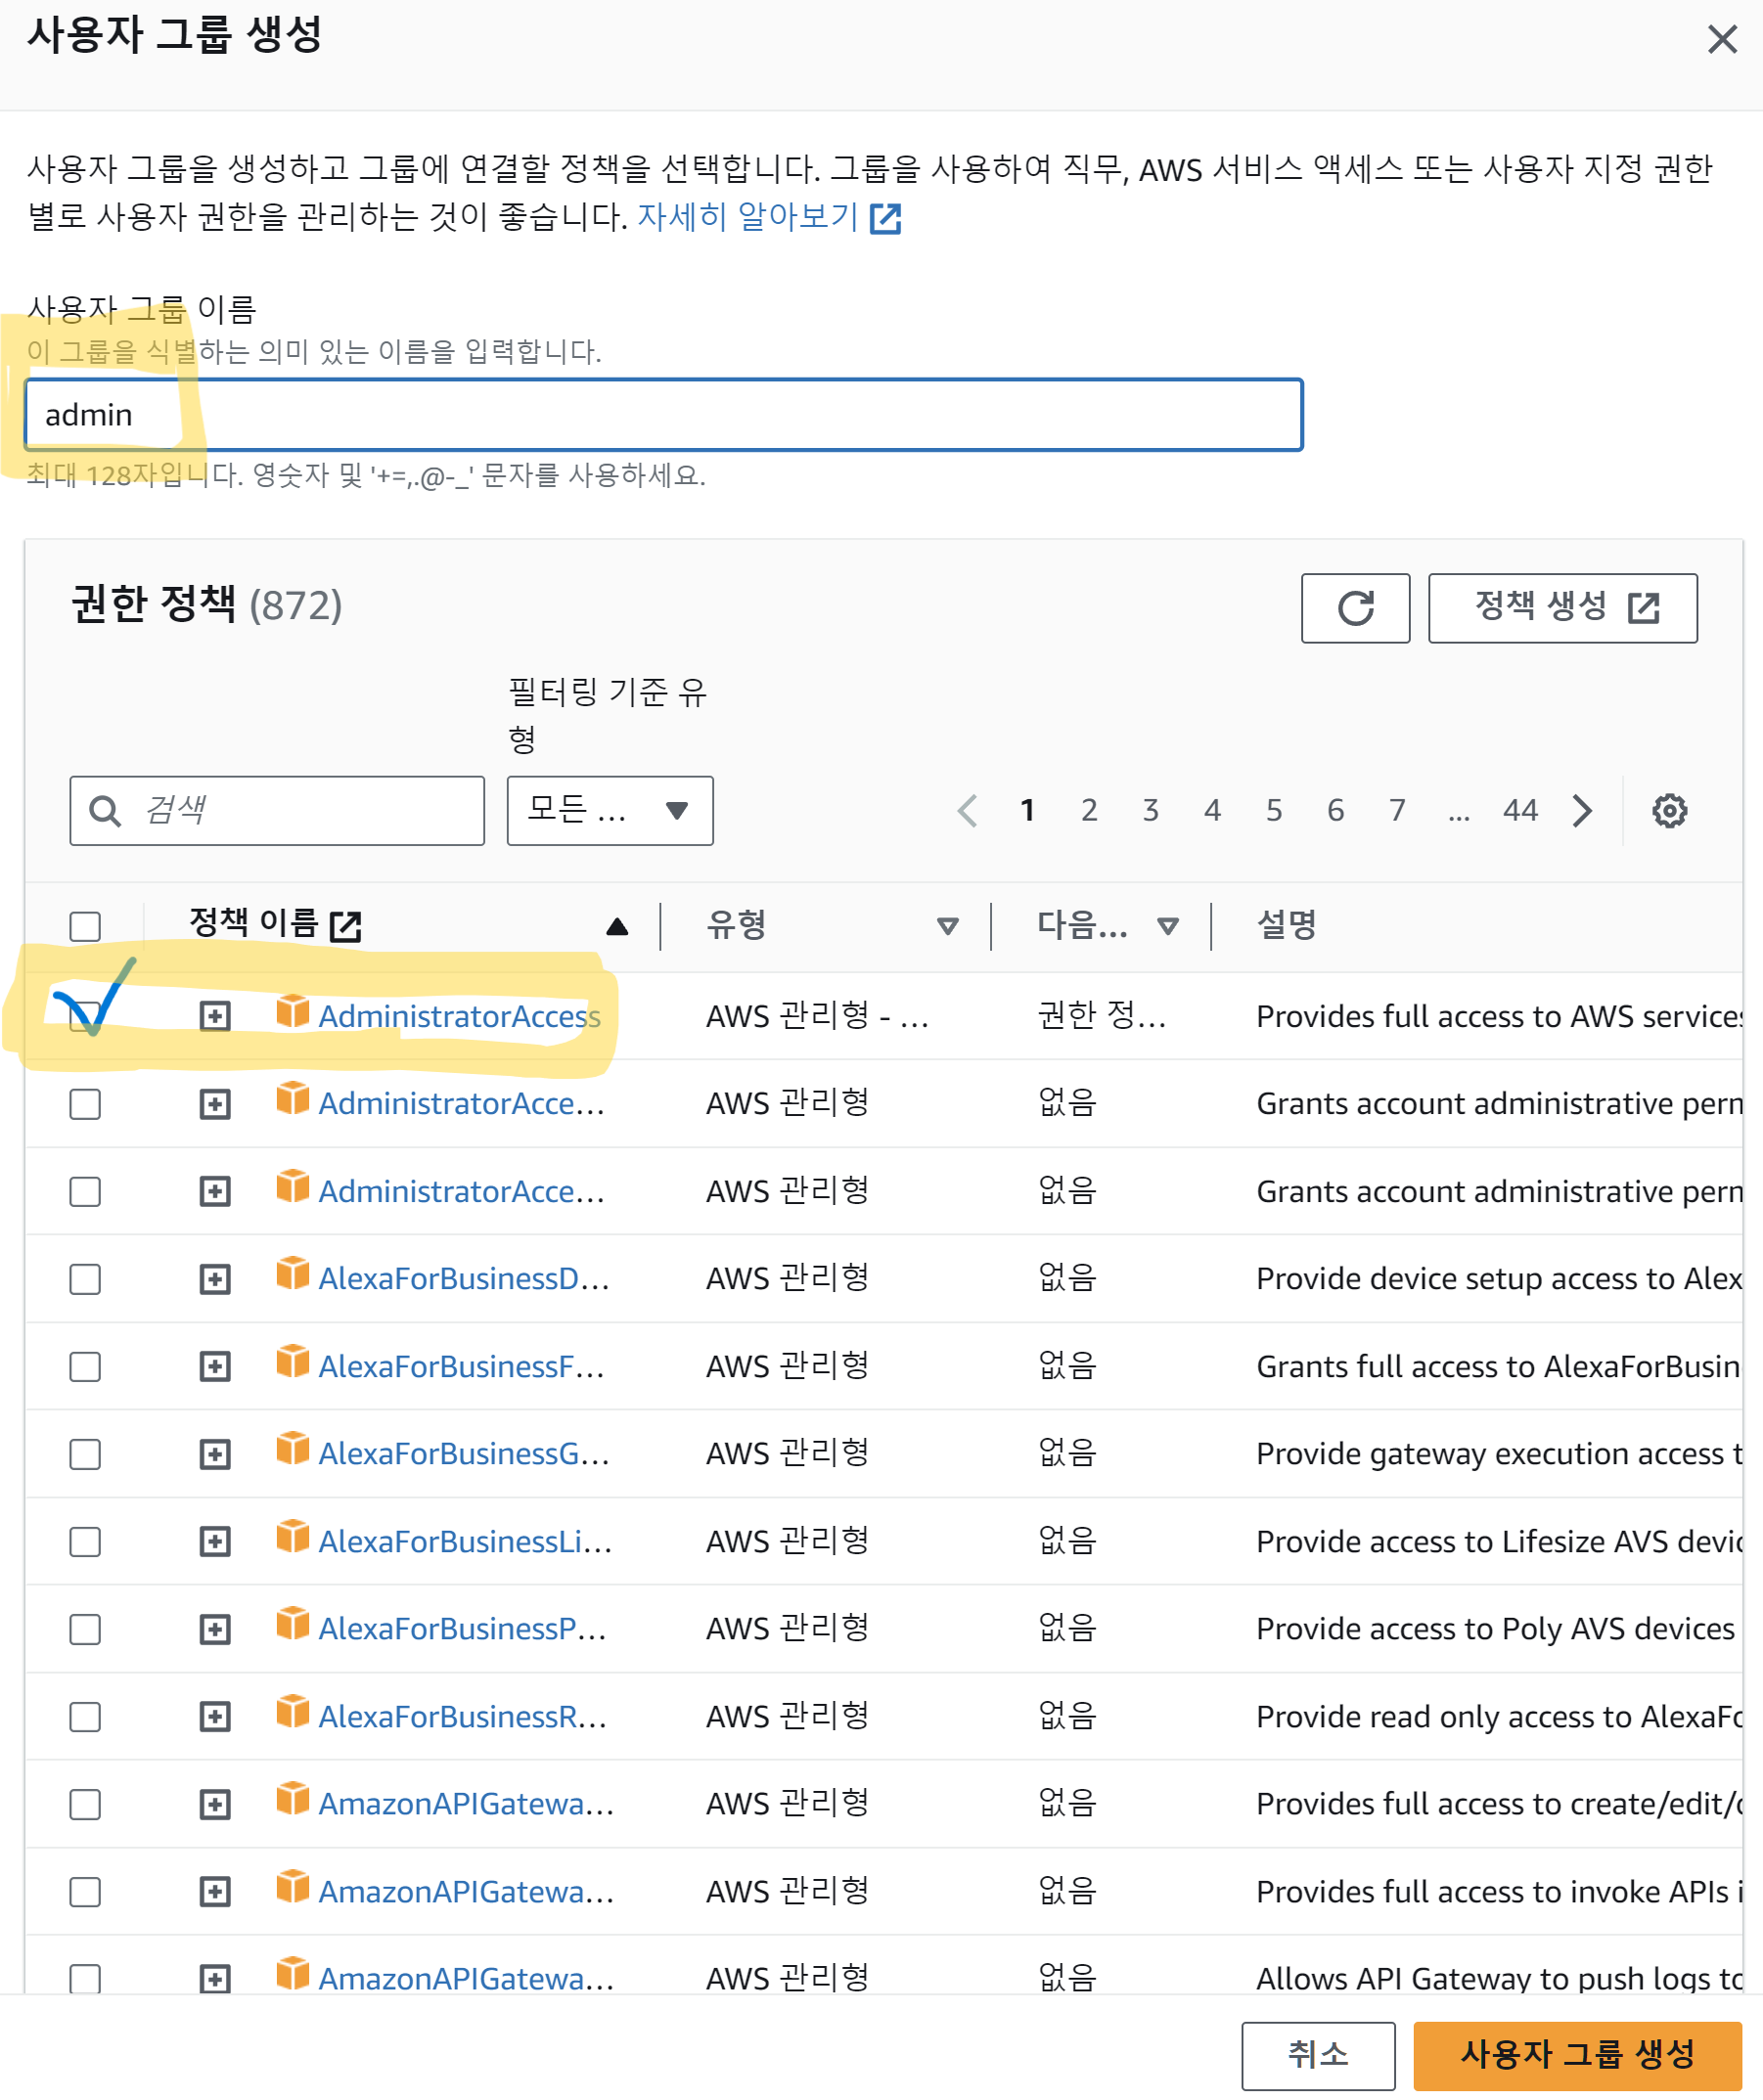 사용자 그룹 생성
사용자 그룹을 생성하고 그룹에 연결할 정책을 선택합니다. 그룹을 사용하여 직무, AWS 서비스 액세스 또는 사용자 지정 권한
별로 사용자 권한을 관리하는 것이 좋습니다. 자세히 알아보기
사용자 그룹 이름
이 그룹을 식별하는 의미 있는 이름을 입력합니다.
admin
최대 128자입니다. 영숫자 및 '+=,.@-_' 문자를 사용하세요.
권한 정책 (872)
정책 생성
필터링 기준 유
형
검색 모든 ... 1 2 3 4 5 6 7 ... 44
정책 이름 유형 다음... 설명
AdministratorAccess AWS 관리형 - ... 권한 정... Provides full access to AWS services
AdministratorAcce... AWS 관리형 없음 Grants account administrative perm
AdministratorAcce... AWS 관리형 없음 Grants account administrative perm
AlexaForBusinessD... AWS 관리형 없음 Provide device setup access to Alex
AlexaForBusinessF... AWS 관리형 없음 Grants full access to AlexaForBusin
AlexaForBusinessG... AWS 관리형 없음 Provide gateway execution access t
AlexaForBusinessLi... AWS 관리형 없음 Provide access to Lifesize AVS devic
AlexaForBusinessP... AWS 관리형 없음 Provide access to Poly AVS devices
AlexaForBusinessR... AWS 관리형 없음 Provide read only access to AlexaFo
AmazonAPIGatewa... AWS 관리형 없음 Provides full access to create/edit/d
AmazonAPIGatewa... AWS 관리형 없음 Provides full access to invoke APIs i
AmazonAPIGatewa... AWS 관리형 없음 Allows API Gateway to push logs to
취소 사용자 그룹 생성